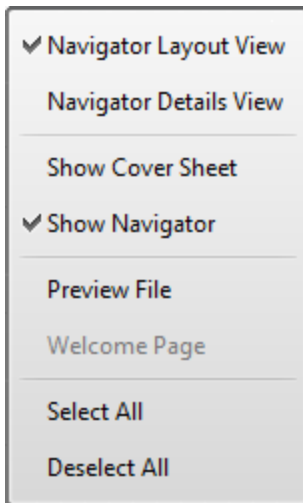 Navigator Layout View
Navigator Details View
Show Cover Sheet
Show Navigator
Preview File
Welcome Page
Select All
Deselect All